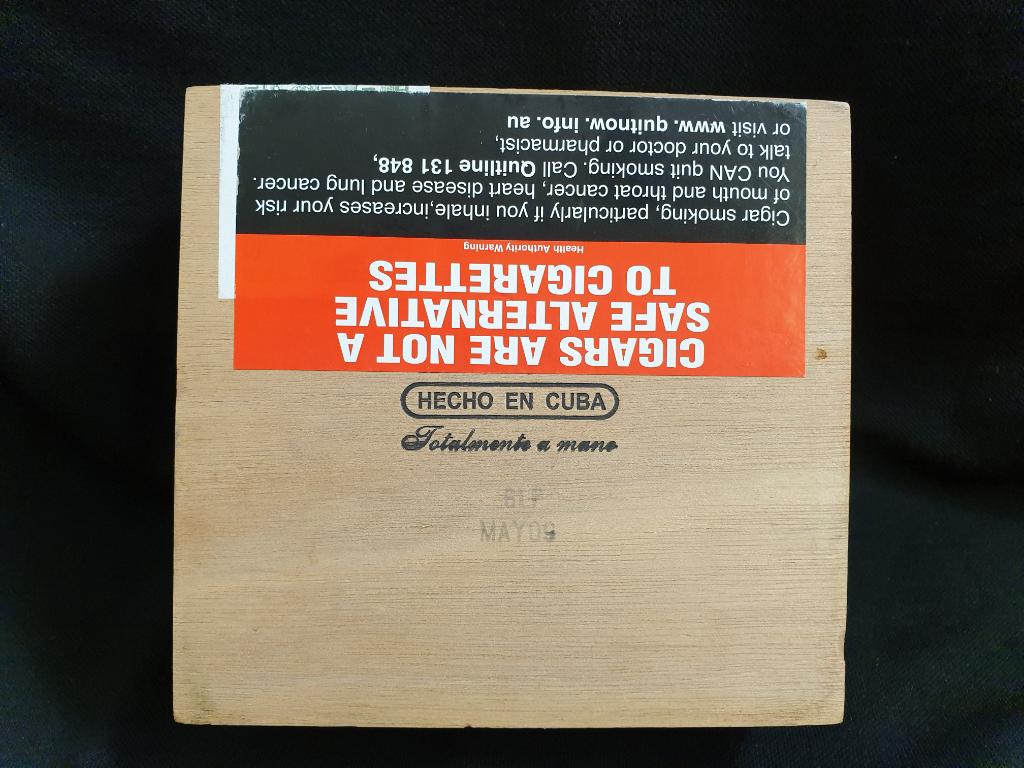 CIGARS ARE NOT A
SAFE ALTERNATIVE
TO CIGARETTES
Health Authority Warning
Cigar smoking, particularly if you inhale,increases your risk
of mouth and throat cancer, heart disease and lung cancer.
You CAN quit smoking. Call Quitline 131 848,
talk to your doctor or pharmacist,
or visit www. quitnow. info. au
HECHO EN CUBA
Totalmente a mano
MAY09